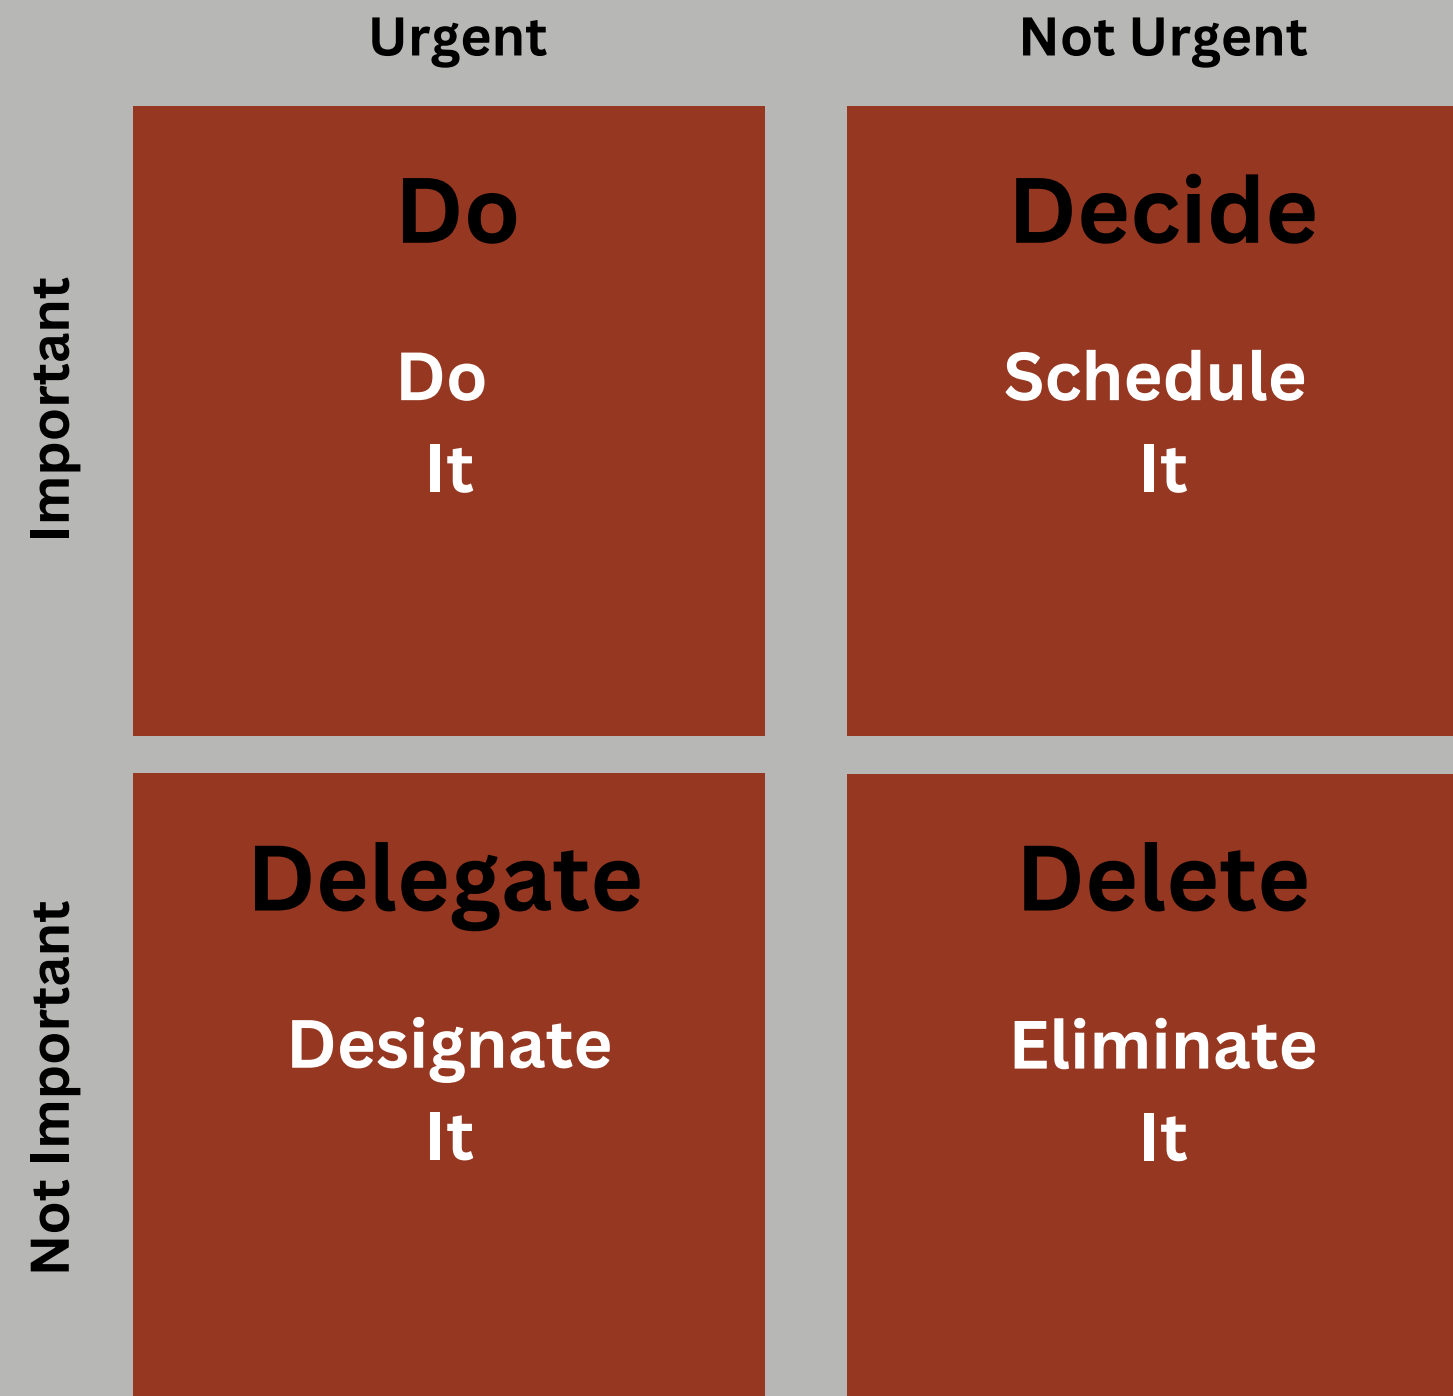 Urgent
Not Urgent
Important
Do
Do
It
Decide
Schedule
It
Not Important
Delegate
Designate
It
Delete
Eliminate
It